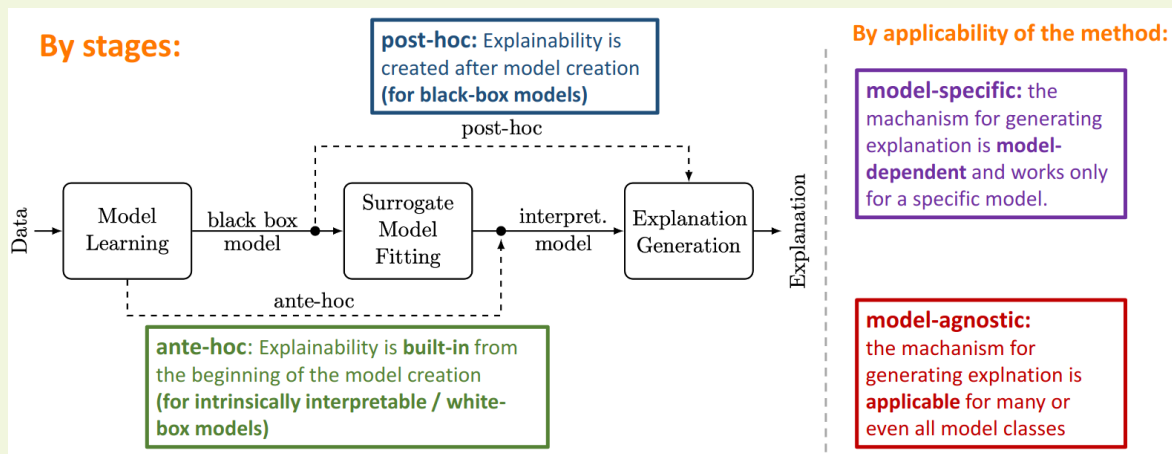 By stages:
post-hoc: Explainability is
created after model creation
(for black-box models)
post-hoc
Data
Model
Learning
black box
model
Surrogate
Model
Fitting
interpret.
model
Explanation
Generation
Explanation
ante-hoc
ante-hoc: Explainability is built-in from
the beginning of the model creation
(for intrinsically interpretable / white-
box models)
By applicability of the method:
model-specific: the
machanism for generating
explanation is model-
dependent and works only
for a specific model.
model-agnostic:
the machanism for
generating explnation is
applicable for many or
even all model classes